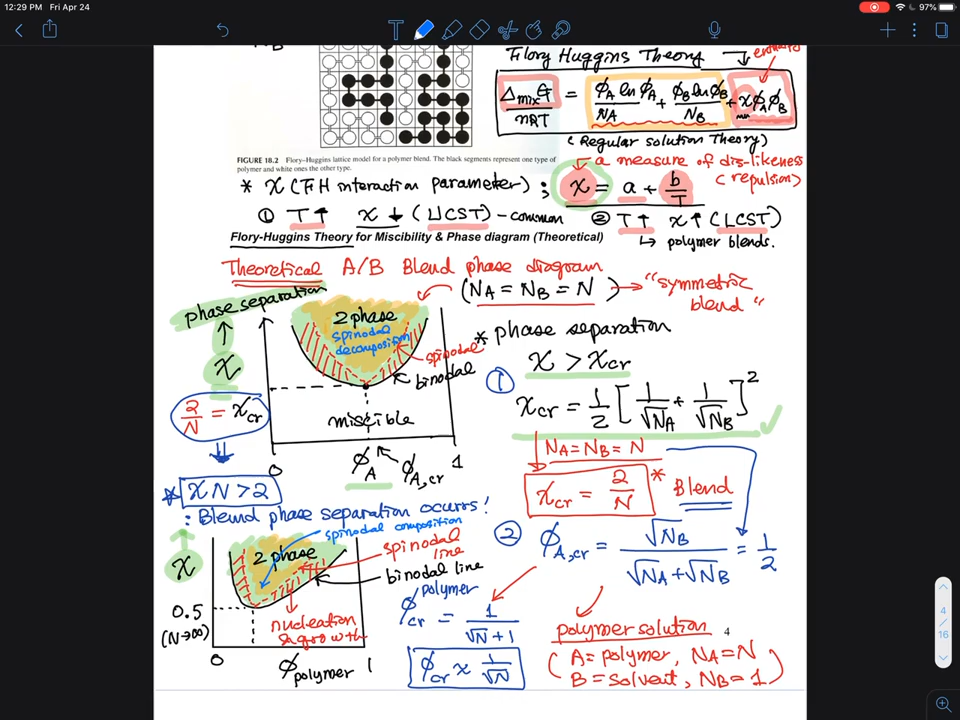 12:29 PM Fri Apr 24
97%
Flory Huggins Theory
Δmix G / nRT = ϕA ln ϕA / NA + ϕB ln ϕB / NB + χ ϕA ϕB
(Regular solution Theory)
FIGURE 18.2 Flory–Huggins lattice model for a polymer blend. The black segments represent one type of
polymer and white ones the other type.
a measure of dis-likeness
(repulsion)
* χ (F-H interaction parameter) : χ = a + b/T
① T↑ χ↓ (UCST) - common
② T↑ χ↑ (LCST)
↳ polymer blends.
Flory-Huggins Theory for Miscibility & Phase diagram (Theoretical)
Theoretical A/B Blend phase diagram
(NA = NB = N) → "symmetric
blend"
phase separation
↑
χ
2 phase
spinodal
decomposition
spinodal
binodal
miscible
2/N = χcr
0
ϕA
ϕA,cr
1
* χN > 2
: Blend phase separation occurs!
* phase separation
χ > χcr
① χcr = 1/2 [1/√NA + 1/√NB]²
NA = NB = N
χcr = 2/N * Blend
② ϕA,cr = √NB / (√NA + √NB) = 1/2
χ
2 phase
spinodal composition
spinodal
line
binodal line
nucleation
& growth
0.5
(N→∞)
0
ϕpolymer
1
ϕcr polymer = 1 / (√N + 1)
ϕcr ∝ 1/√N
polymer solution
(A = polymer, NA = N
B = solvent, NB = 1)
4
4
/
16